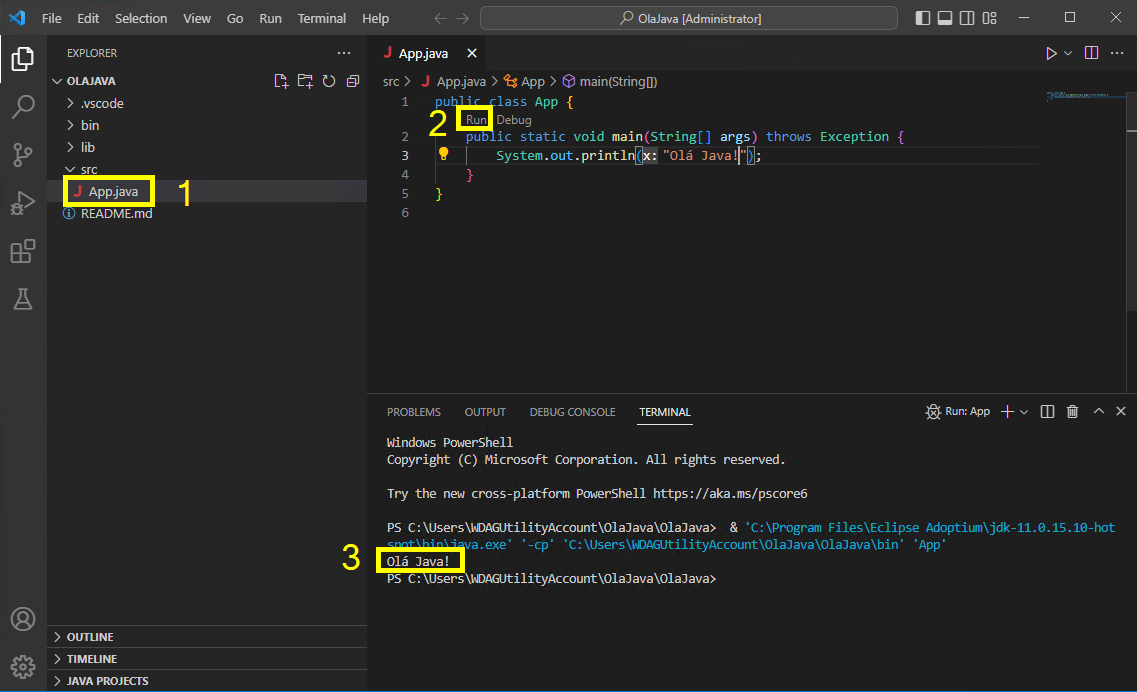 File Edit Selection View Go Run Terminal Help
OlaJava [Administrator]
EXPLORER
OLAJAVA
.vscode
bin
lib
src
J App.java
1
README.md
OUTLINE
TIMELINE
JAVA PROJECTS
J App.java
src > J App.java > App > main(String[])
1 public class App {
2
Run Debug
2 public static void main(String[] args) throws Exception {
3 System.out.println(x: "Olá Java!");
4 }
5 }
6
PROBLEMS OUTPUT DEBUG CONSOLE TERMINAL
Run: App
Windows PowerShell
Copyright (C) Microsoft Corporation. All rights reserved.
Try the new cross-platform PowerShell https://aka.ms/pscore6
PS C:\Users\WDAGUtilityAccount\OlaJava\OlaJava> & 'C:\Program Files\Eclipse Adoptium\jdk-11.0.15.10-hot
spot\bin\java.exe' '-cp' 'C:\Users\WDAGUtilityAccount\OlaJava\OlaJava\bin' 'App'
3
Olá Java!
PS C:\Users\WDAGUtilityAccount\OlaJava\OlaJava>